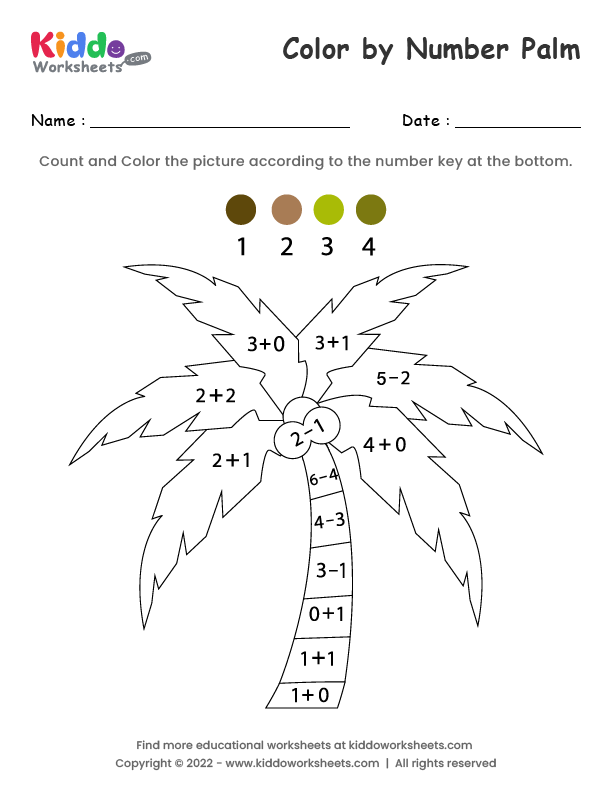 Kiddo
Worksheets.com
Color by Number Palm
Name :
Date :
Count and Color the picture according to the number key at the bottom.
1 2 3 4
3+0 3+1
2+2 5−2
2−1
2+1 4+0
6−4
4−3
3−1
0+1
1+1
1+0
Find more educational worksheets at kiddoworksheets.com
Copyright © 2022 - www.kiddoworksheets.com | All rights reserved